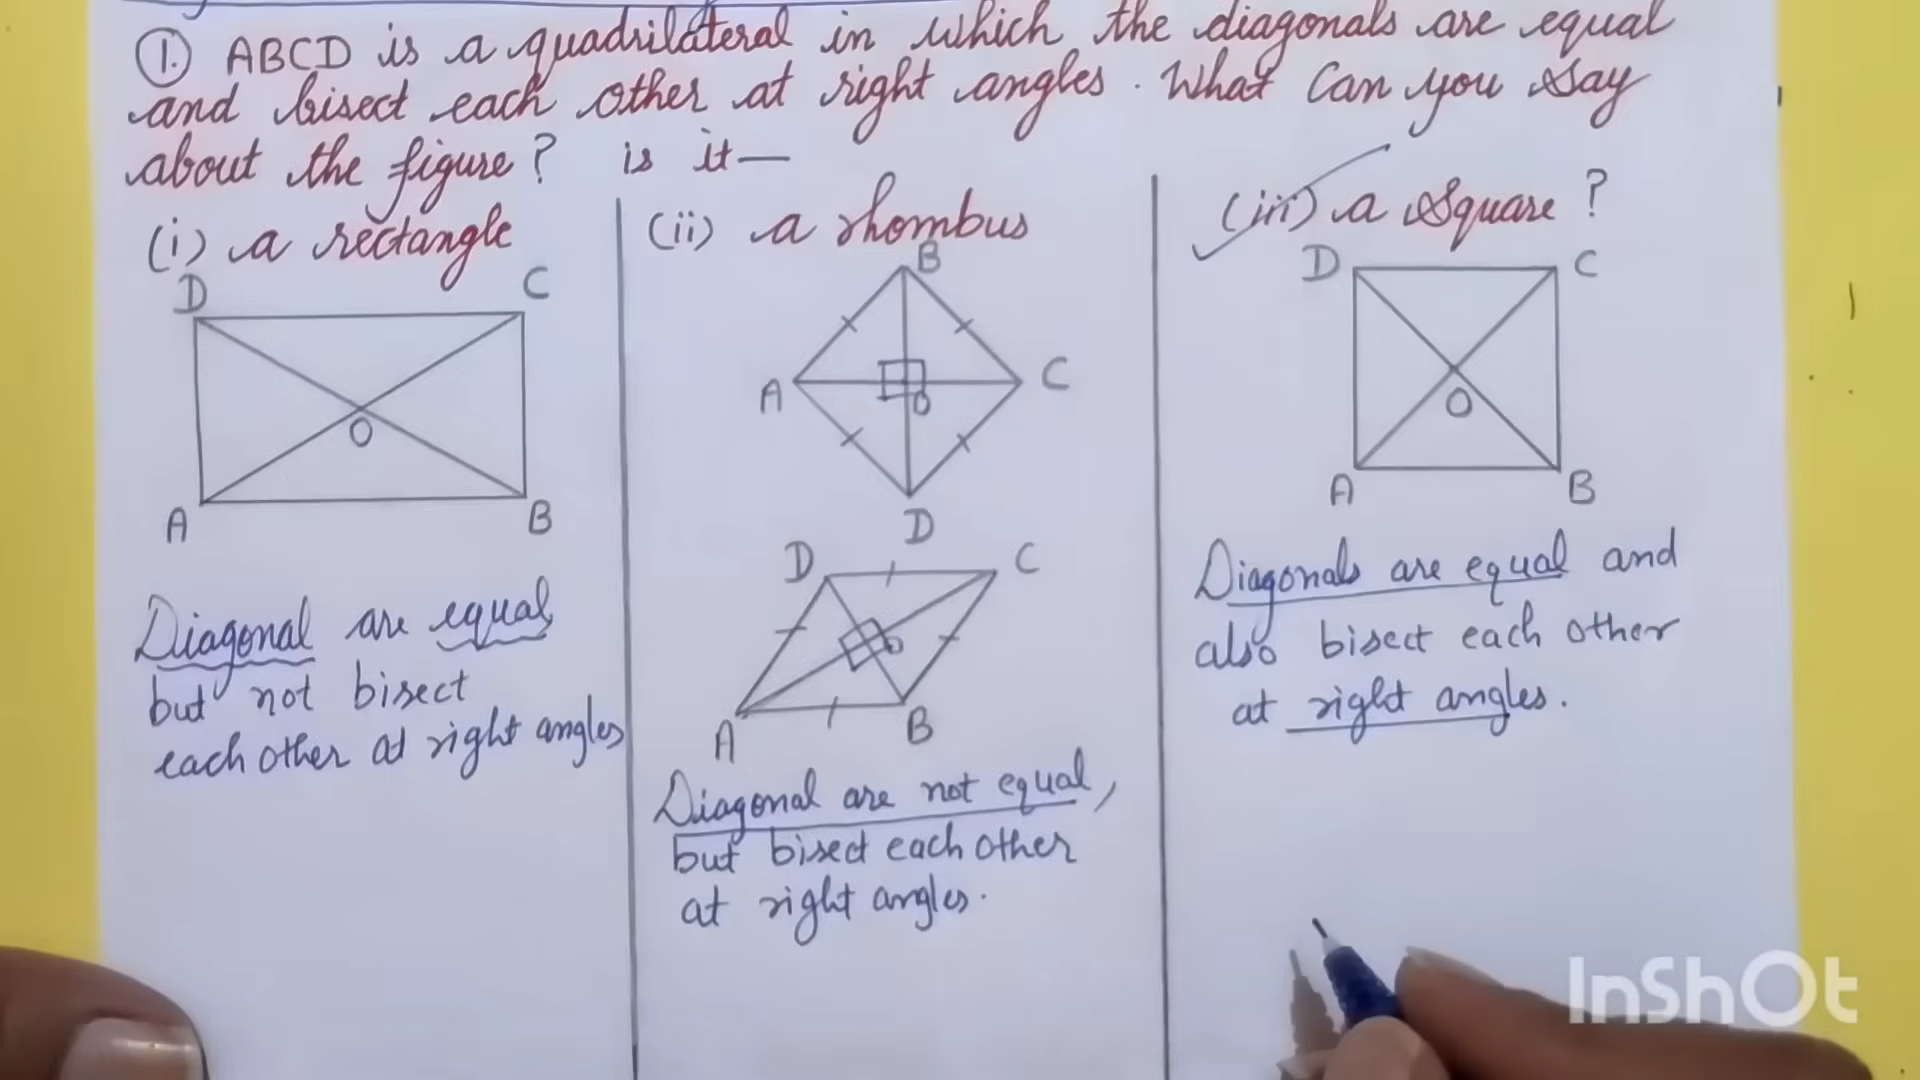 1. ABCD is a quadrilateral in which the diagonals are equal
and bisect each other at right angles. What Can you Say
about the figure? is it—
(i) a rectangle
D C
O
A B
Diagonal are equal
but not bisect
each other at right angles
(ii) a rhombus
B
A C
O
D
D C
O
A B
Diagonal are not equal,
but bisect each other
at right angles.
(iii) a Square ?
D C
O
A B
Diagonals are equal and
also bisect each other
at right angles.
InShOt